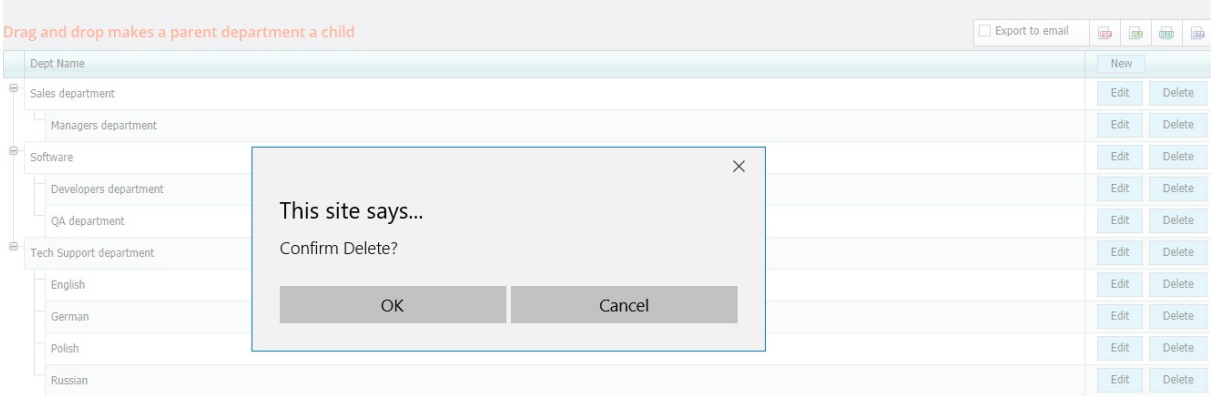 Drag and drop makes a parent department a child
Export to email
Dept Name
New
Sales department
Edit Delete
Managers department
Edit Delete
Software
Edit Delete
Developers department
Edit Delete
QA department
Edit Delete
Tech Support department
Edit Delete
English
Edit Delete
German
Edit Delete
Polish
Edit Delete
Russian
Edit Delete
This site says...
Confirm Delete?
OK Cancel